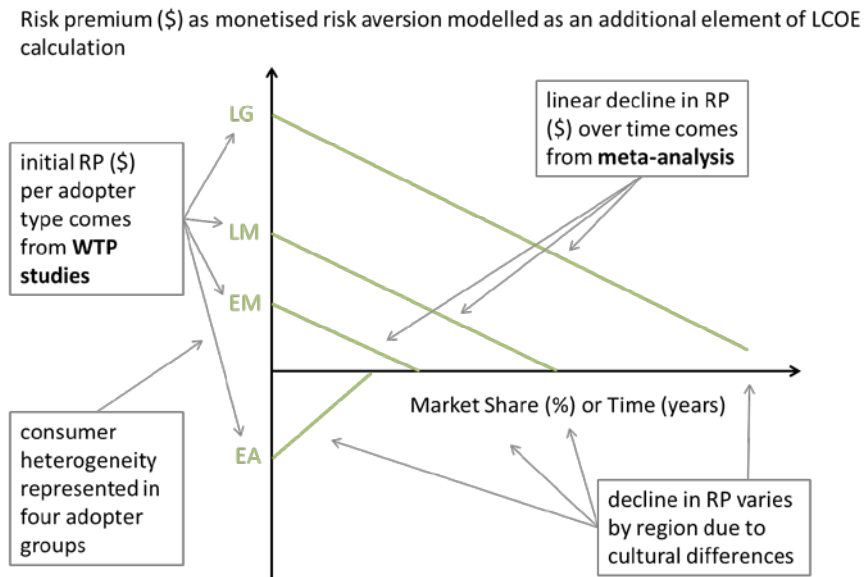 Risk premium ($) as monetised risk aversion modelled as an additional element of LCOE
calculation
LG
linear decline in RP
($) over time comes
from meta-analysis
initial RP ($)
per adopter
type comes
from WTP
studies
LM
EM
Market Share (%) or Time (years)
consumer
heterogeneity
represented in
four adopter
groups
EA
decline in RP varies
by region due to
cultural differences